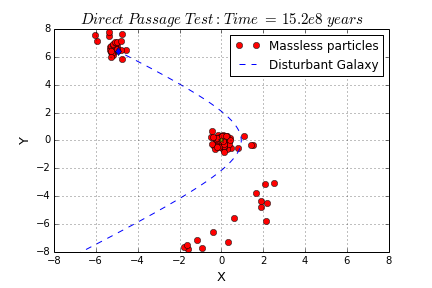 Direct Passage Test: Time = 15.2e8 years
Massless particles
Disturbant Galaxy
8
6
4
2
0
−2
−4
−6
−8
Y
−8 −6 −4 −2 0 2 4 6 8
X